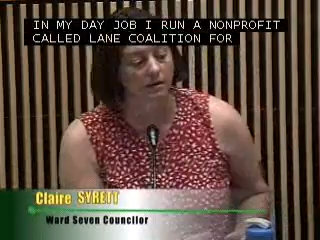 IN MY DAY JOB I RUN A NONPROFIT
CALLED LANE COALITION FOR
Claire SYRETT
Ward Seven Councilor